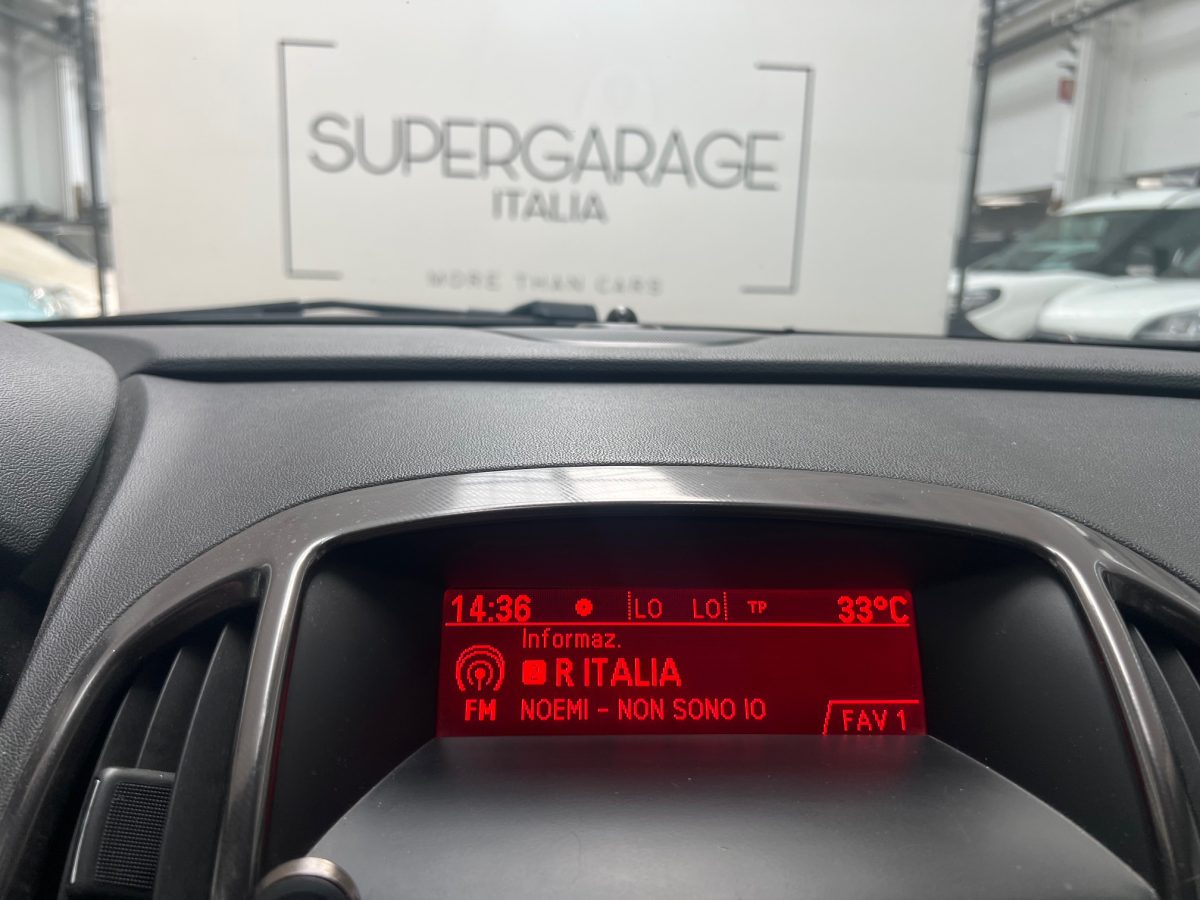 SUPERGARAGE
ITALIA
MORE THAN CARS
14:36 LO LO TP 33°C
Informaz.
R ITALIA
FM NOEMI - NON SONO IO
FAV 1